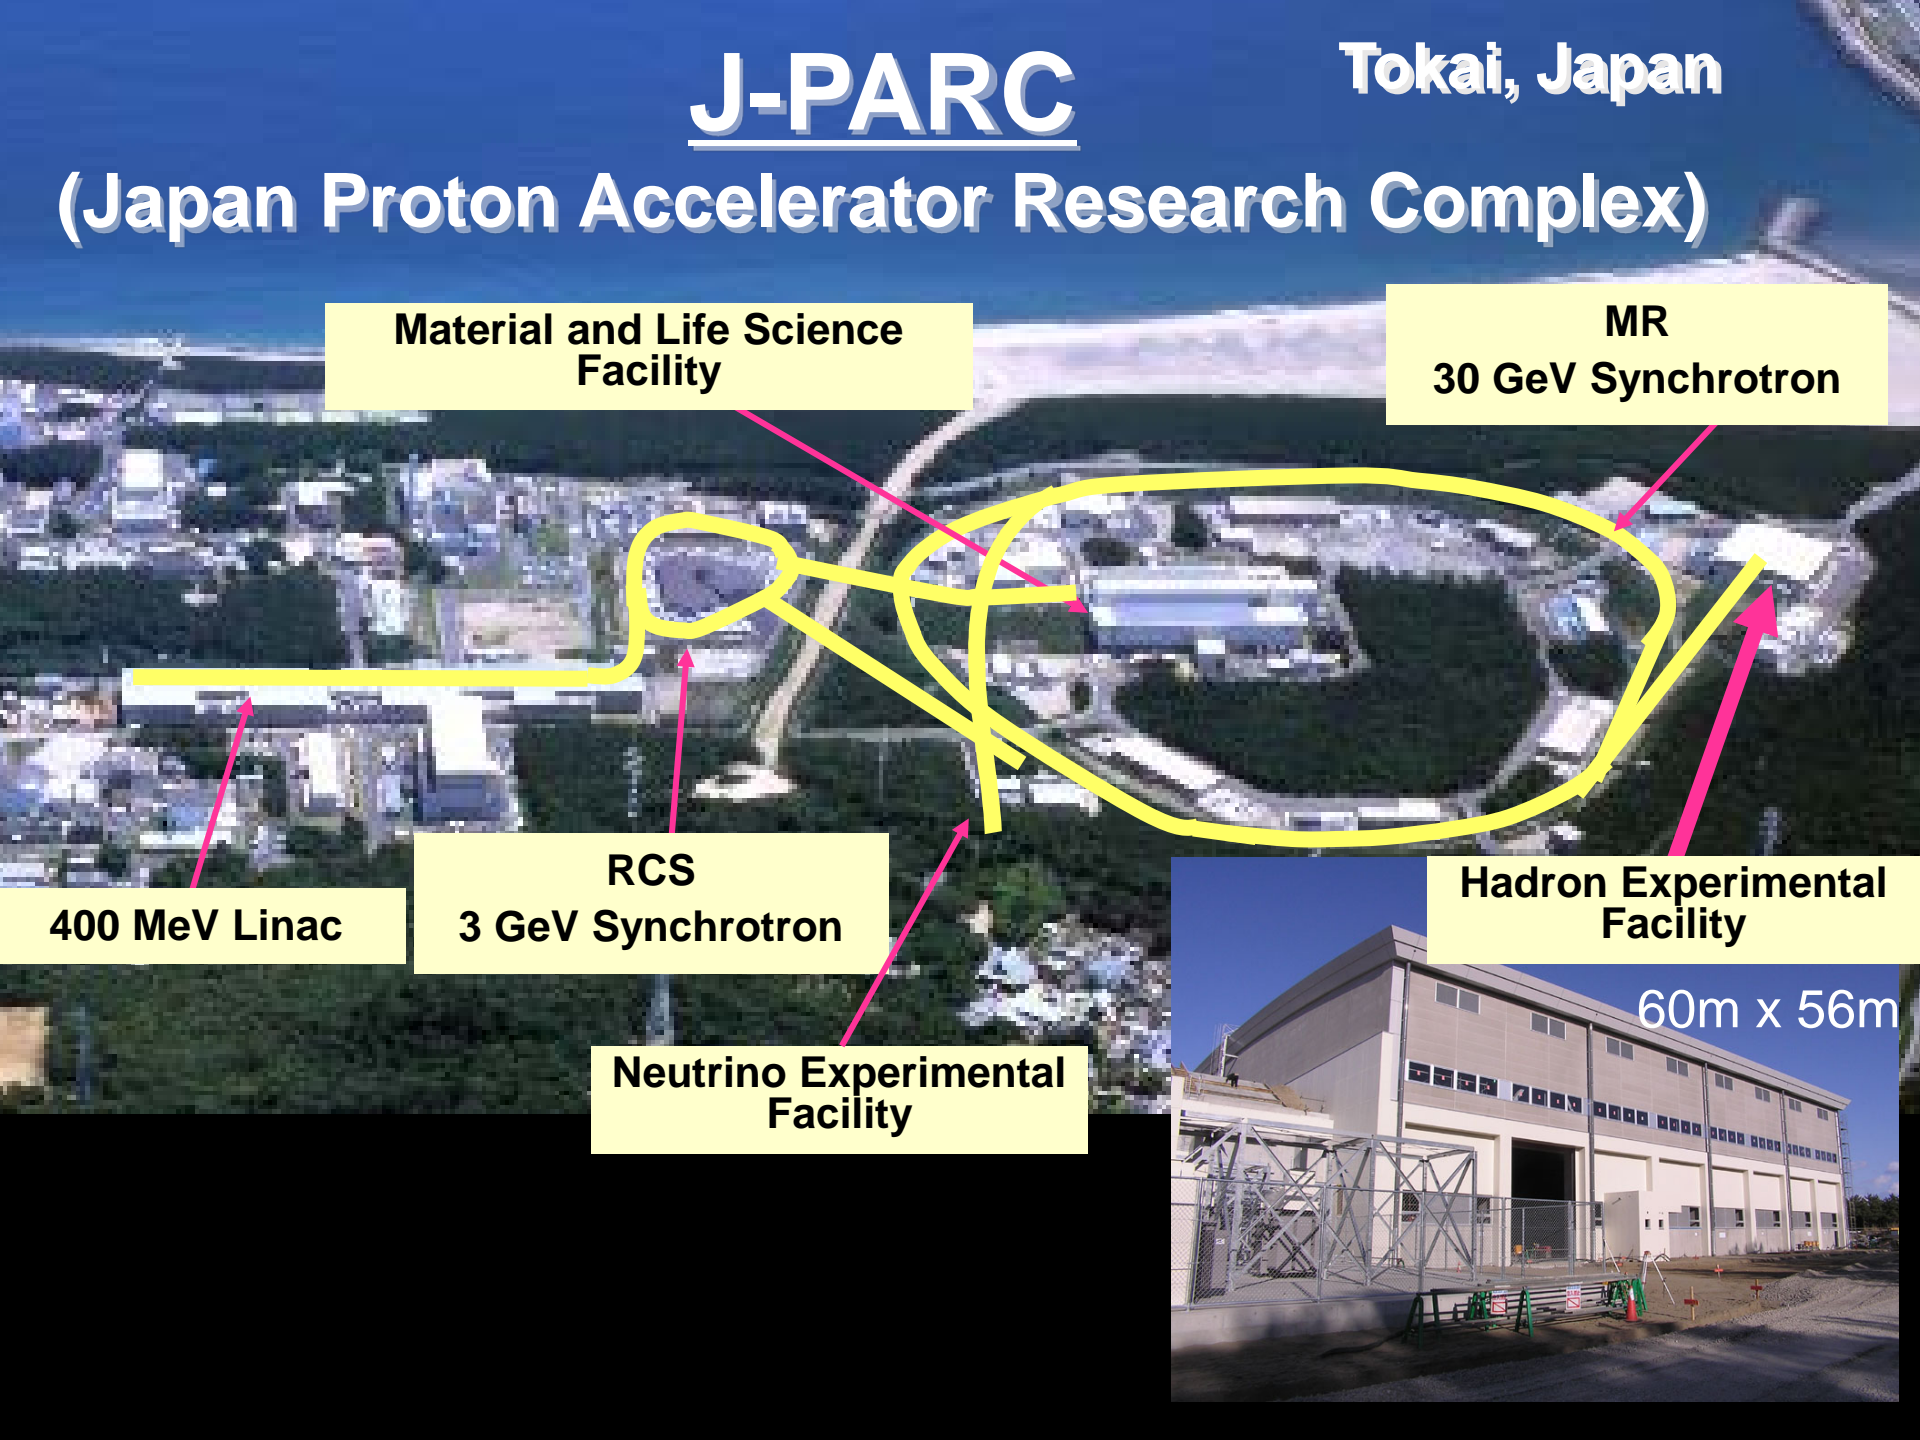 J-PARC
Tokai, Japan
(Japan Proton Accelerator Research Complex)
Material and Life Science
Facility
MR
30 GeV Synchrotron
400 MeV Linac
RCS
3 GeV Synchrotron
Neutrino Experimental
Facility
Hadron Experimental
Facility
60m x 56m